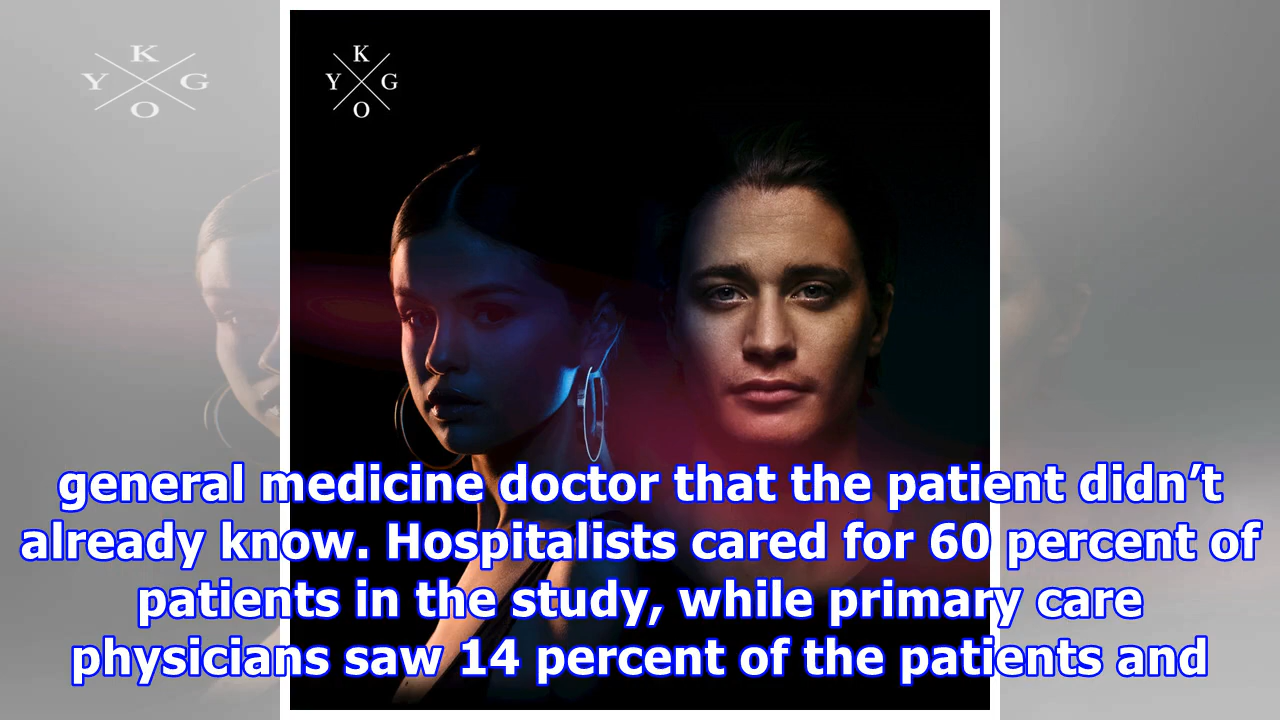 K
Y G
O
K
Y G
O
general medicine doctor that the patient didn’t
already know. Hospitalists cared for 60 percent of
patients in the study, while primary care
physicians saw 14 percent of the patients and